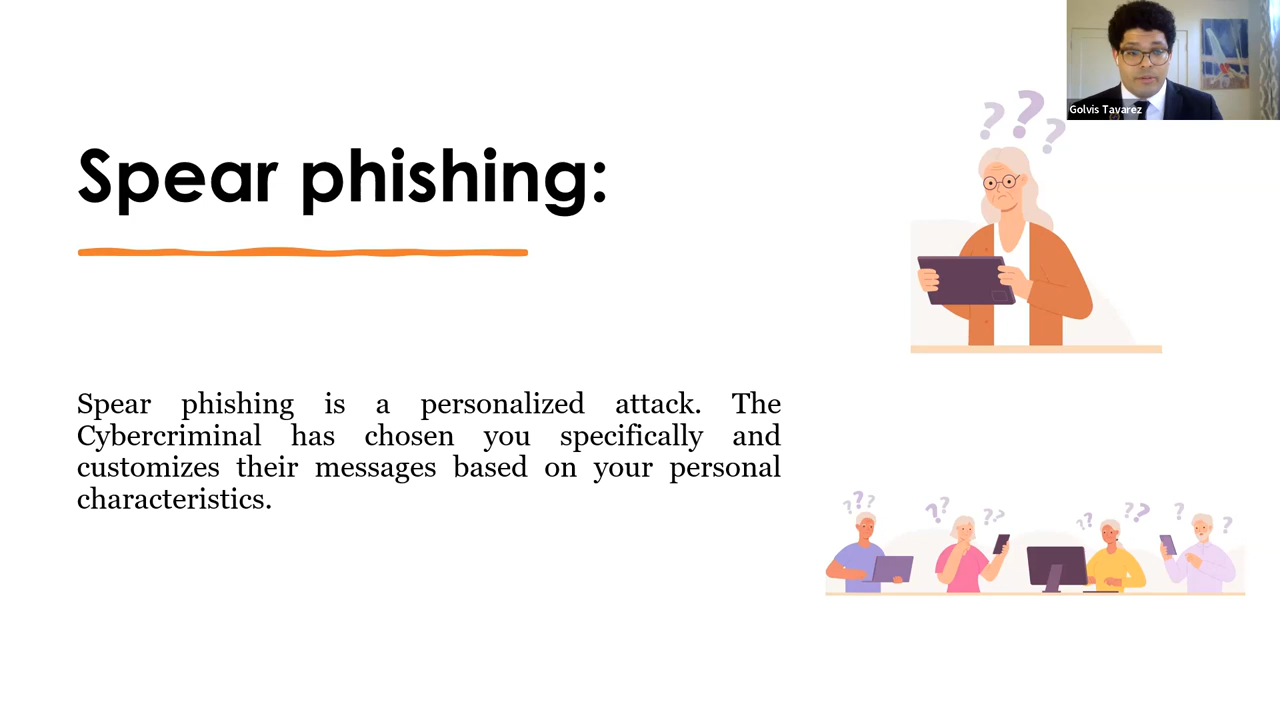 Golvis Tavarez
Spear phishing:
Spear phishing is a personalized attack. The
Cybercriminal has chosen you specifically and
customizes their messages based on your personal
characteristics.